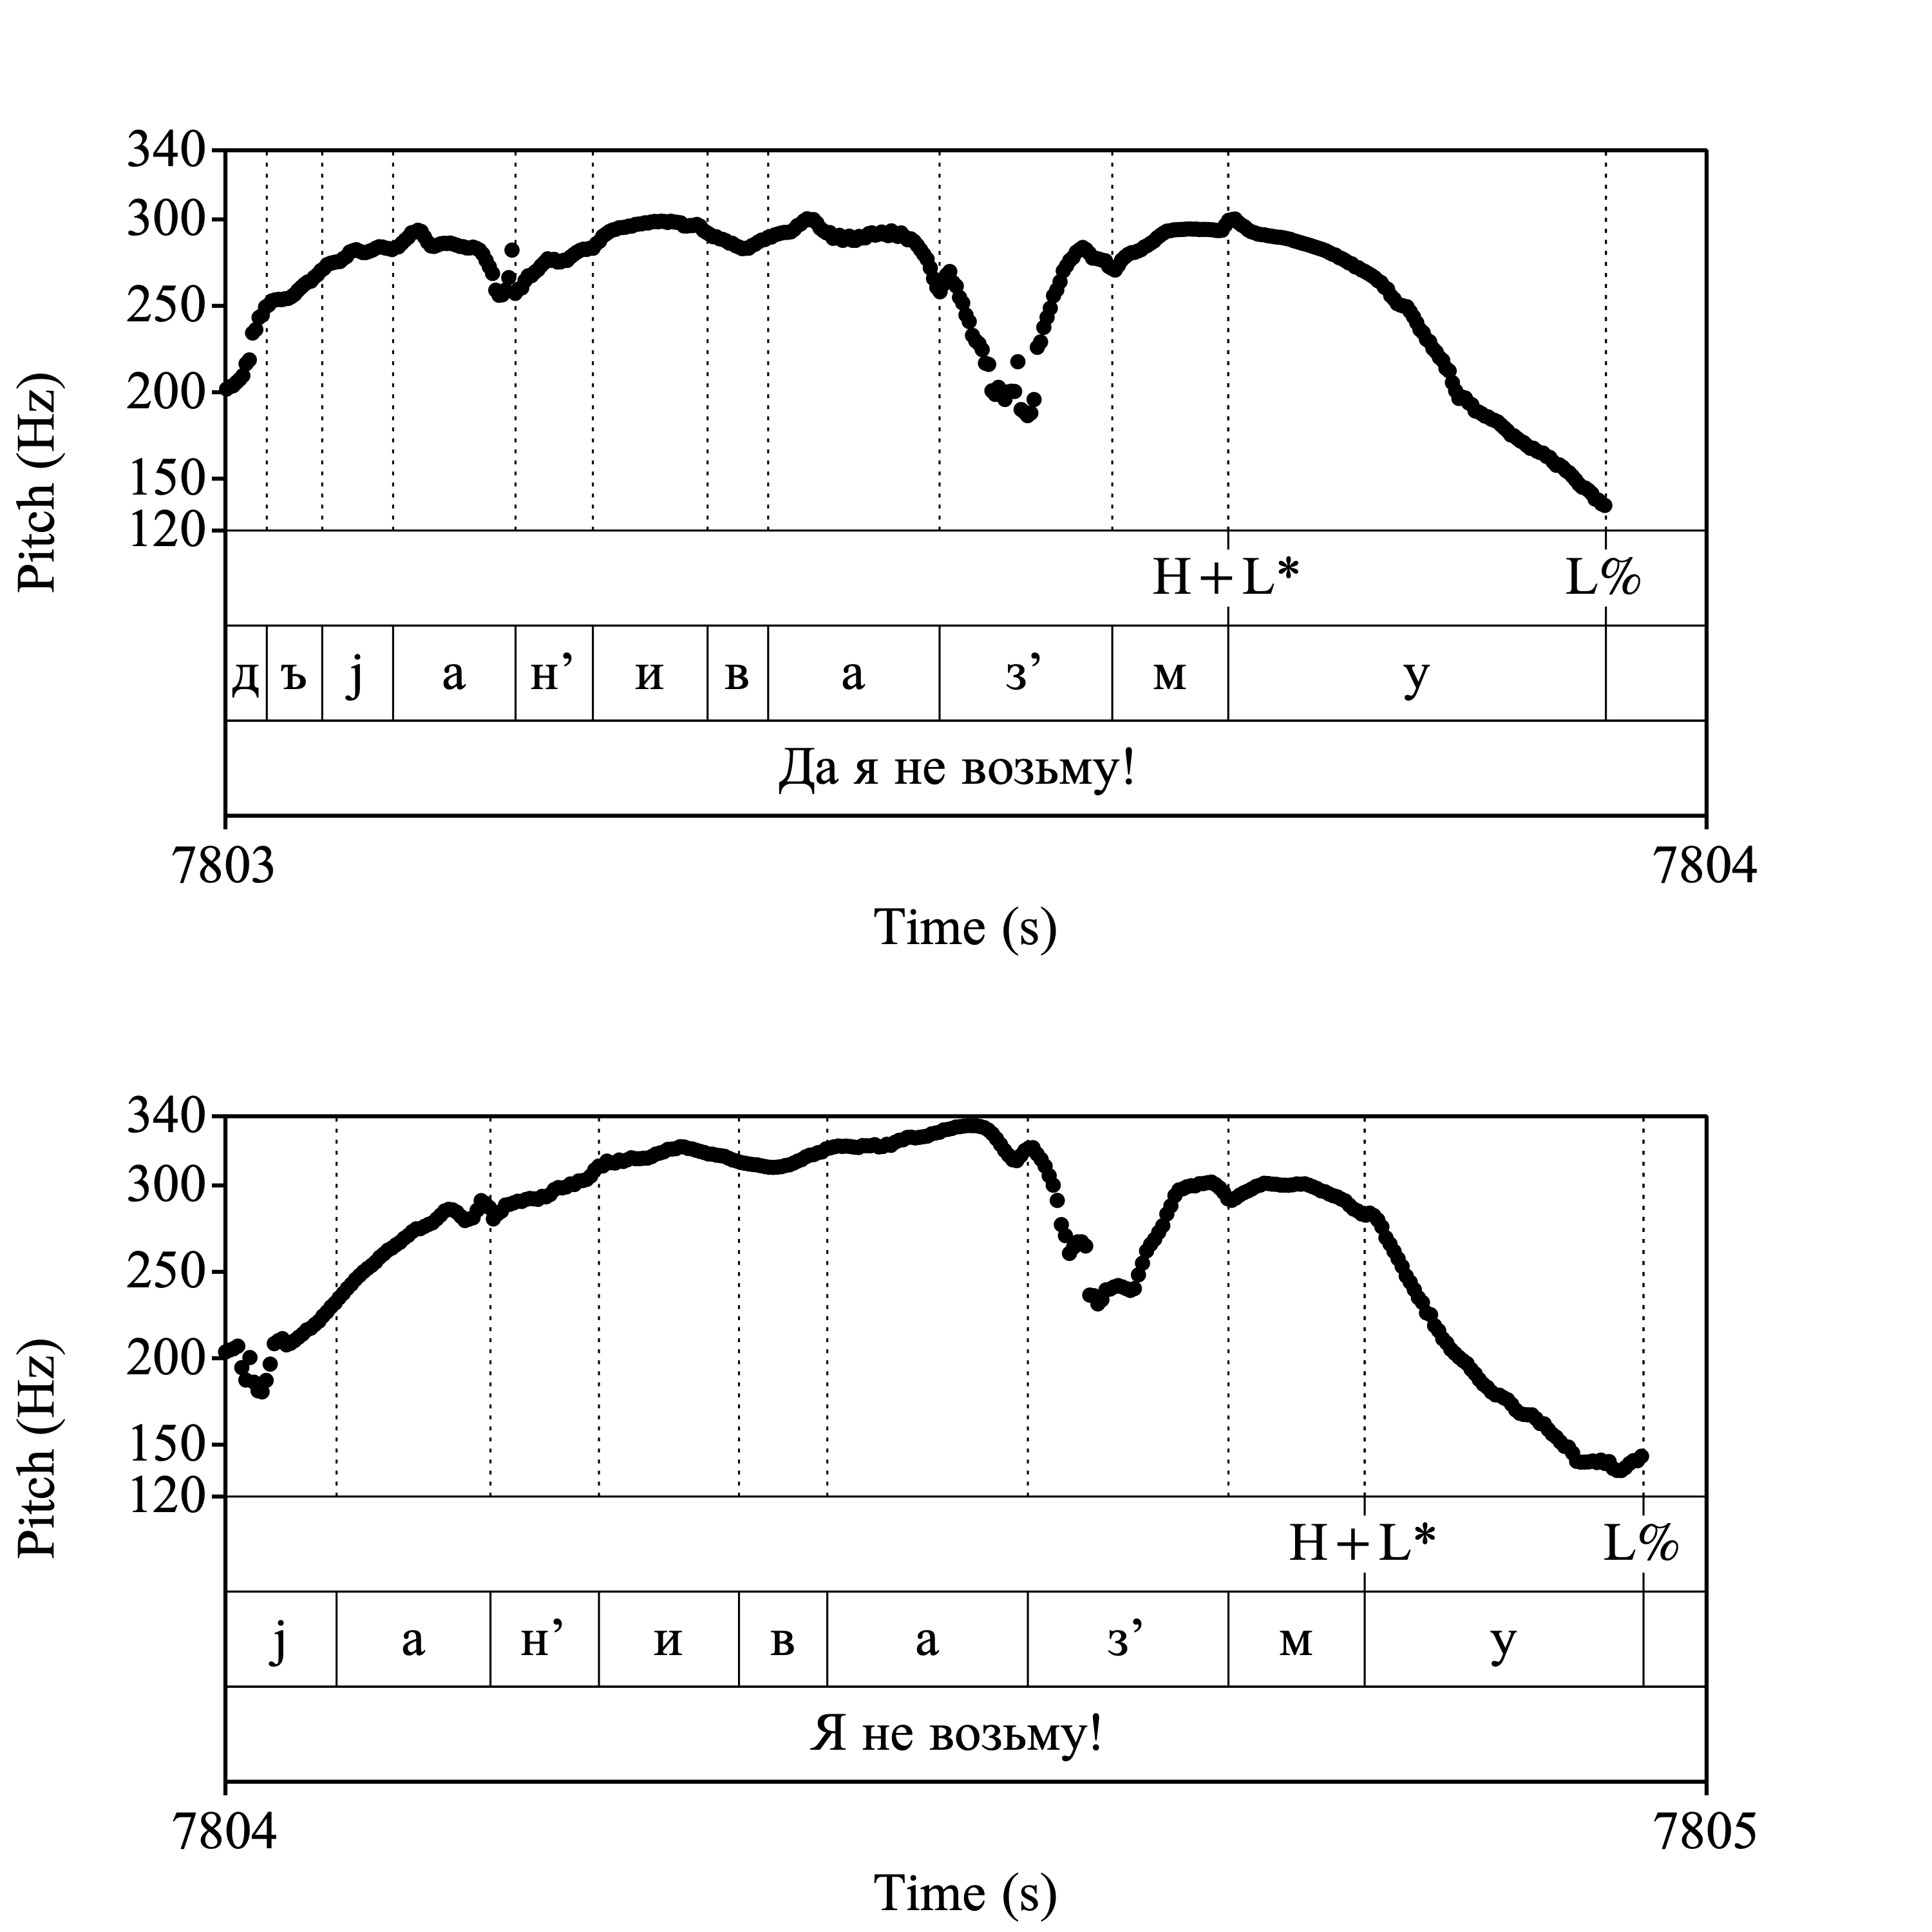 340
300
250
200
150
120
Pitch (Hz)
H+L* L%
д ъ j а н’ и в а з’ м у
Да я не возьму!
7803 7804
Time (s)
340
300
250
200
150
120
Pitch (Hz)
H+L* L%
j а н’ и в а з’ м у
Я не возьму!
7804 7805
Time (s)